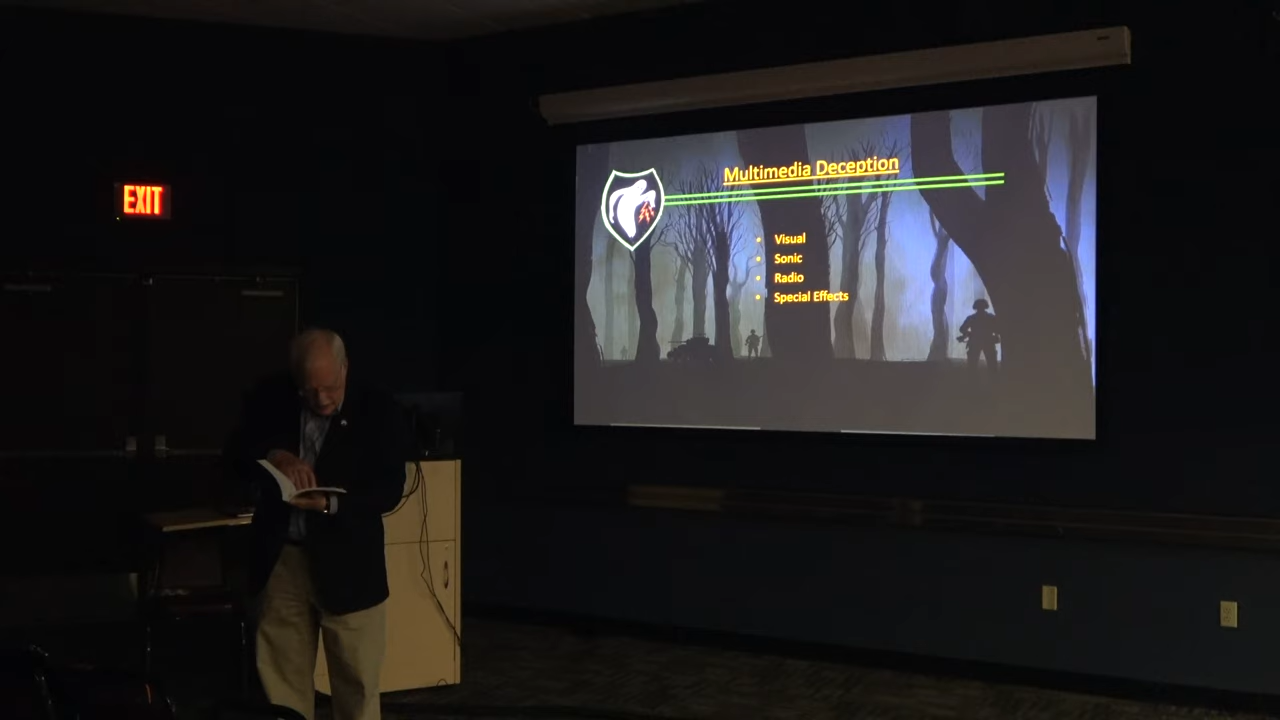 EXIT
Multimedia Deception
• Visual
• Sonic
• Radio
• Special Effects